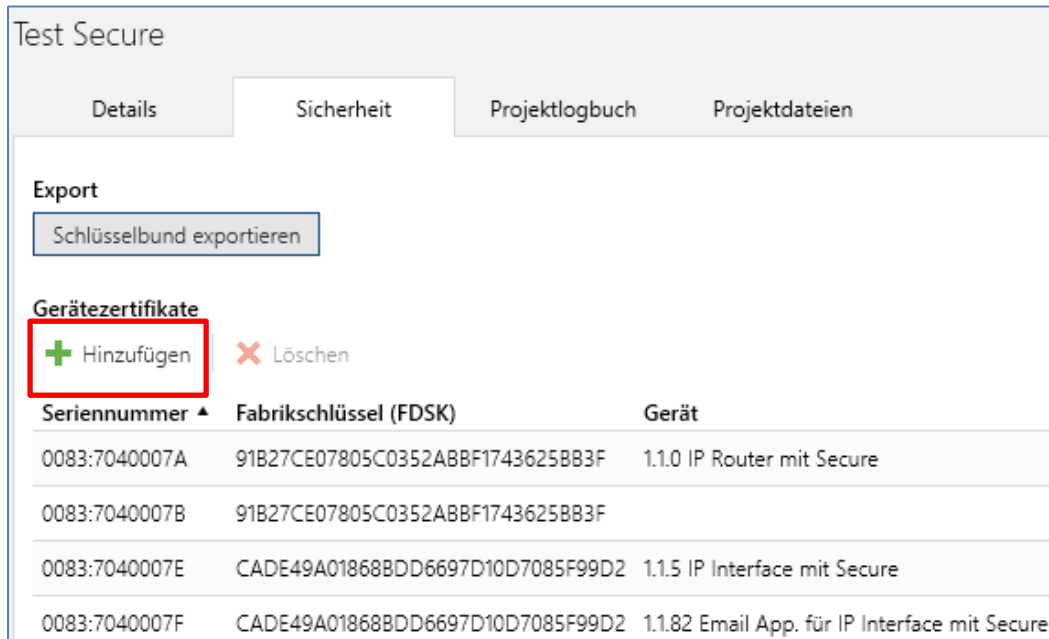 Test Secure
Details Sicherheit Projektlogbuch Projektdateien
Export
Schlüsselbund exportieren
Gerätezertifikate
Hinzufügen Löschen
Seriennummer Fabrikschlüssel (FDSK) Gerät
0083:7040007A 91B27CE07805C0352ABBF1743625BB3F 1.1.0 IP Router mit Secure
0083:7040007B 91B27CE07805C0352ABBF1743625BB3F
0083:7040007E CADE49A01868BDD6697D10D7085F99D2 1.1.5 IP Interface mit Secure
0083:7040007F CADE49A01868BDD6697D10D7085F99D2 1.1.82 Email App. für IP Interface mit Secure